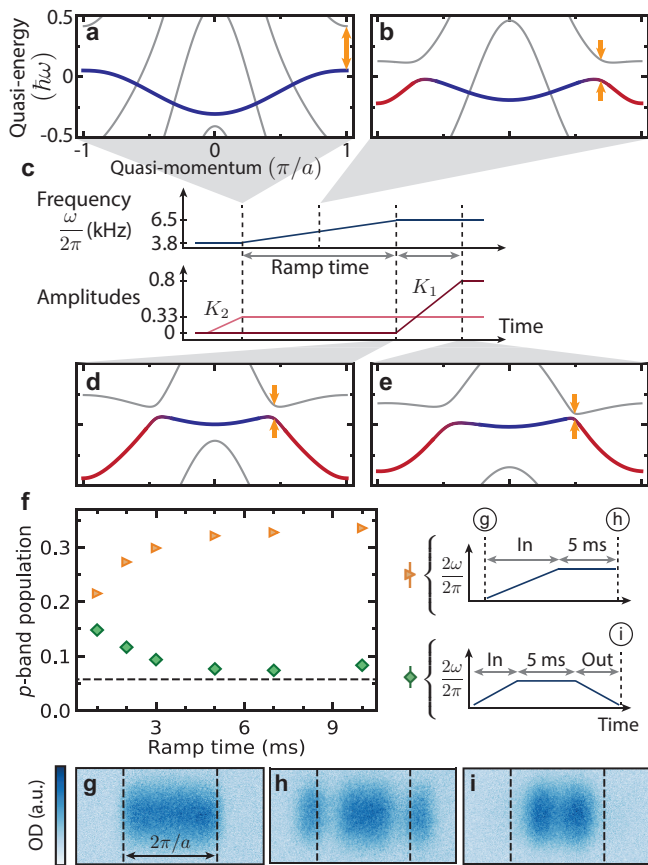 a
b
Quasi-energy
(ħω)
0.5
0
-0.5
-1
0
1
Quasi-momentum (π/a)
c
Frequency
ω/2π (kHz)
6.5
3.8
Ramp time
Amplitudes
0.8
0.33
0
K₂
K₁
Time
d
e
f
p-band population
0.3
0.2
0.1
0.0
3
6
9
Ramp time (ms)
g
h
In
5 ms
2ω/2π
i
In
5 ms
Out
2ω/2π
Time
OD (a.u.)
g
h
i
2π/a